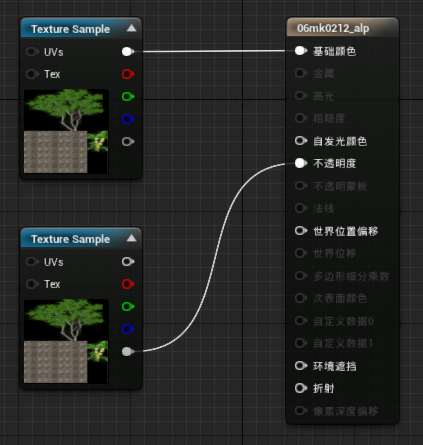 Texture Sample
UVs
Tex
06mk0212_alp
基础颜色
金属
高光
粗糙度
自发光颜色
不透明度
不透明蒙板
法线
世界位置偏移
世界位移
多边形细分乘数
次表面颜色
自定义数据0
自定义数据1
环境遮挡
折射
像素深度偏移
Texture Sample
UVs
Tex